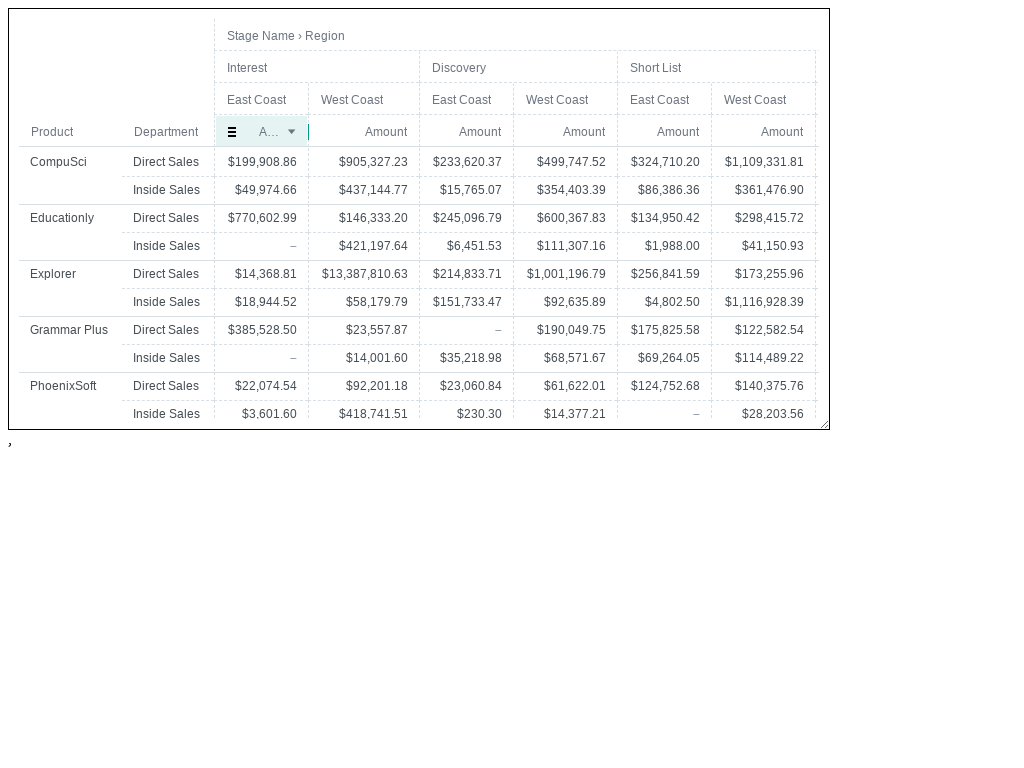 Stage Name › Region
Interest Discovery Short List
East Coast West Coast East Coast West Coast East Coast West Coast
Product Department A... Amount Amount Amount Amount Amount
CompuSci Direct Sales $199,908.86 $905,327.23 $233,620.37 $499,747.52 $324,710.20 $1,109,331.81
Inside Sales $49,974.66 $437,144.77 $15,765.07 $354,403.39 $86,386.36 $361,476.90
Educationly Direct Sales $770,602.99 $146,333.20 $245,096.79 $600,367.83 $134,950.42 $298,415.72
Inside Sales – $421,197.64 $6,451.53 $111,307.16 $1,988.00 $41,150.93
Explorer Direct Sales $14,368.81 $13,387,810.63 $214,833.71 $1,001,196.79 $256,841.59 $173,255.96
Inside Sales $18,944.52 $58,179.79 $151,733.47 $92,635.89 $4,802.50 $1,116,928.39
Grammar Plus Direct Sales $385,528.50 $23,557.87 – $190,049.75 $175,825.58 $122,582.54
Inside Sales – $14,001.60 $35,218.98 $68,571.67 $69,264.05 $114,489.22
PhoenixSoft Direct Sales $22,074.54 $92,201.18 $23,060.84 $61,622.01 $124,752.68 $140,375.76
Inside Sales $3,601.60 $418,741.51 $230.30 $14,377.21 – $28,203.56
,